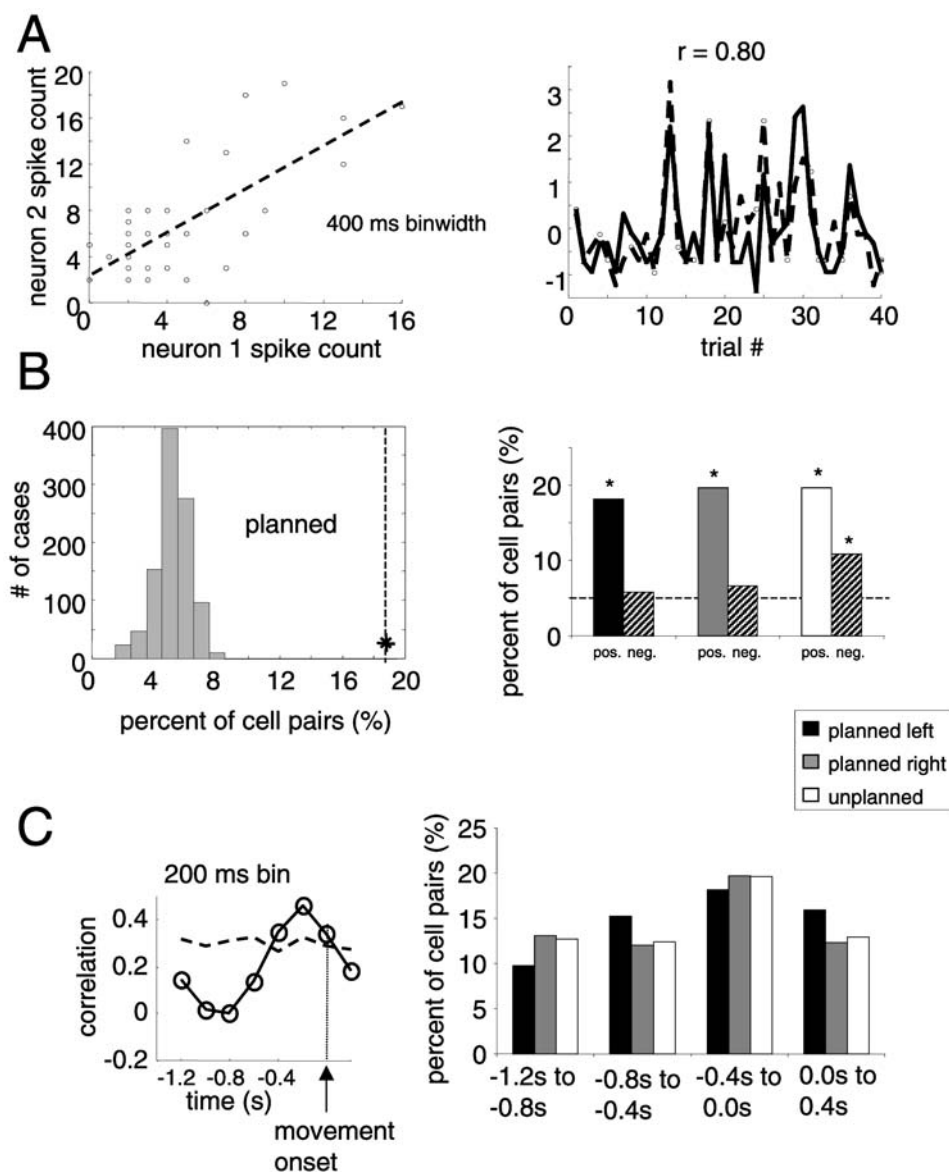 A
r = 0.80
neuron 2 spike count
20
16
12
8
4
0
400 ms binwidth
0 4 8 12 16
neuron 1 spike count
3
2
1
0
-1
0 10 20 30 40
trial #
B
# of cases
400
300
200
100
0
planned
0 4 8 12 16 20
percent of cell pairs (%)
percent of cell pairs (%)
20
10
0
* * * *
pos. neg. pos. neg. pos. neg.
planned left
planned right
unplanned
C
200 ms bin
correlation
0.4
0.2
0
-0.2
-1.2 -0.8 -0.4
time (s)
movement
onset
percent of cell pairs (%)
25
20
15
10
5
0
-1.2s to -0.8s to -0.4s to 0.0s to
-0.8s -0.4s 0.0s 0.4s